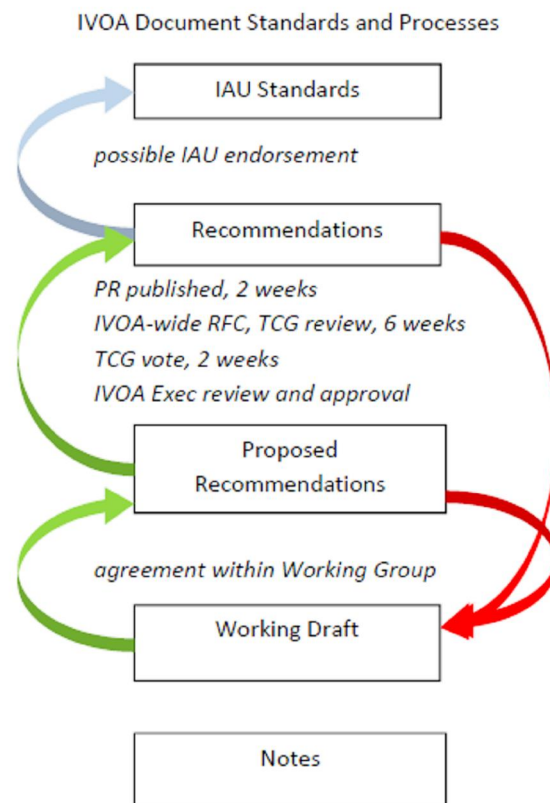 IVOA Document Standards and Processes
IAU Standards
possible IAU endorsement
Recommendations
PR published, 2 weeks
IVOA-wide RFC, TCG review, 6 weeks
TCG vote, 2 weeks
IVOA Exec review and approval
Proposed
Recommendations
agreement within Working Group
Working Draft
Notes